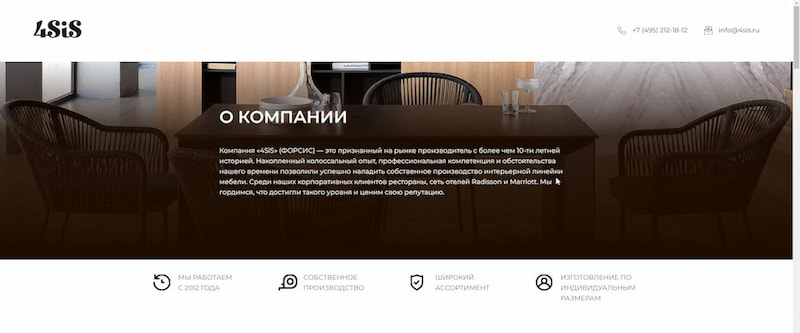 4SiS
+7 (495) 212-18-12
info@4sis.ru
О КОМПАНИИ
Компания «4SiS» (ФОРСИС) — это признанный на рынке производитель с более чем 10-ти летней
историей. Накопленный колоссальный опыт, профессиональная компетенция и обстоятельства
нашего времени позволили успешно наладить собственное производство интерьерной линейки
мебели. Среди наших корпоративных клиентов рестораны, сеть отелей Radisson и Marriott. Мы
гордимся, что достигли такого уровня и ценим свою репутацию.
МЫ РАБОТАЕМ
С 2012 ГОДА
СОБСТВЕННОЕ
ПРОИЗВОДСТВО
ШИРОКИЙ
АССОРТИМЕНТ
ИЗГОТОВЛЕНИЕ ПО
ИНДИВИДУАЛЬНЫМ
РАЗМЕРАМ